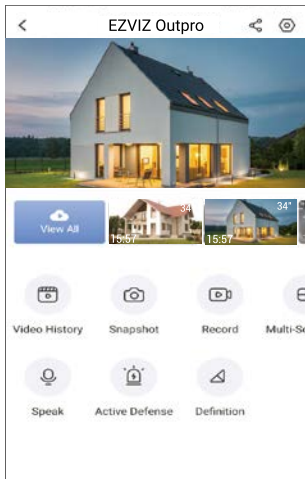 EZVIZ Outpro
View All
34"
15:57
34"
15:57
Video History
Snapshot
Record
Speak
Active Defense
Definition